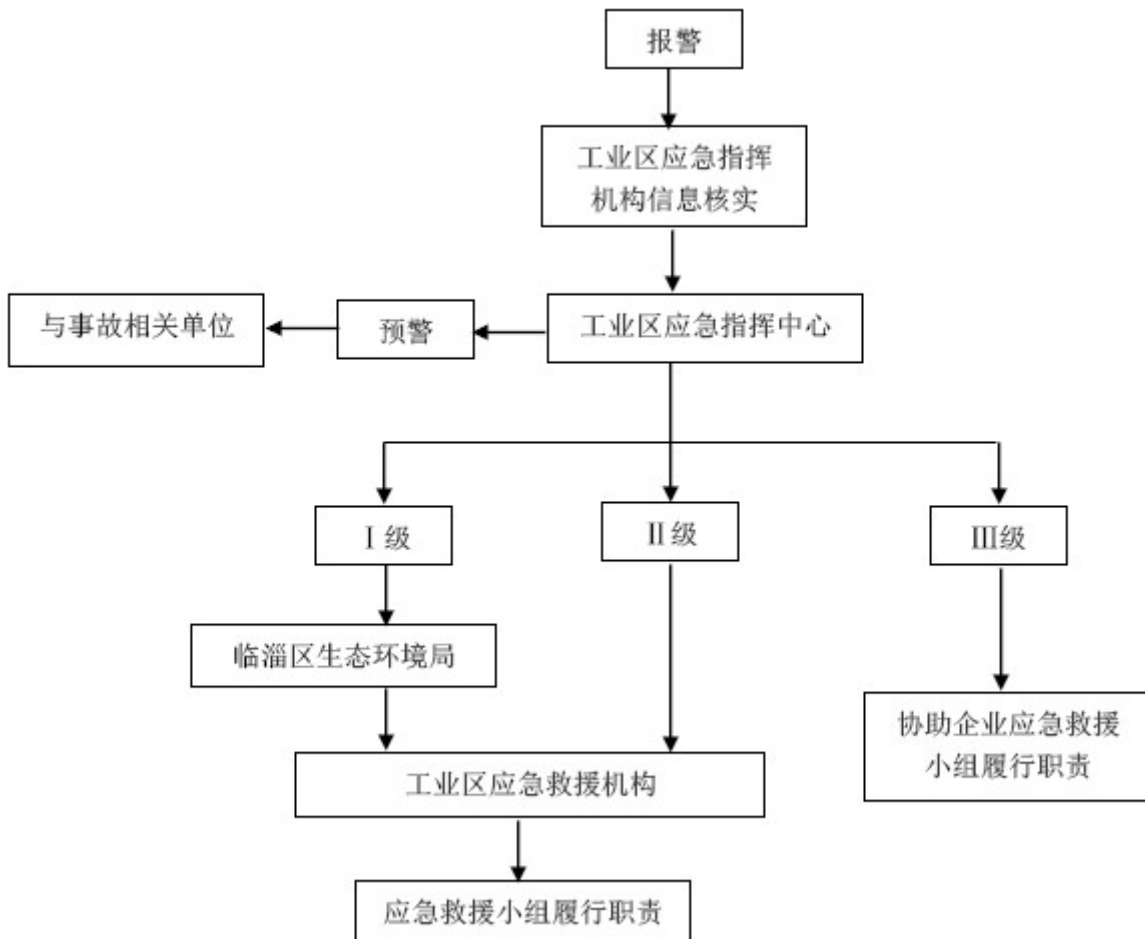 报警
工业区应急指挥
机构信息核实
与事故相关单位
预警
工业区应急指挥中心
Ⅰ级
Ⅱ级
Ⅲ级
临淄区生态环境局
协助企业应急救援
小组履行职责
工业区应急救援机构
应急救援小组履行职责